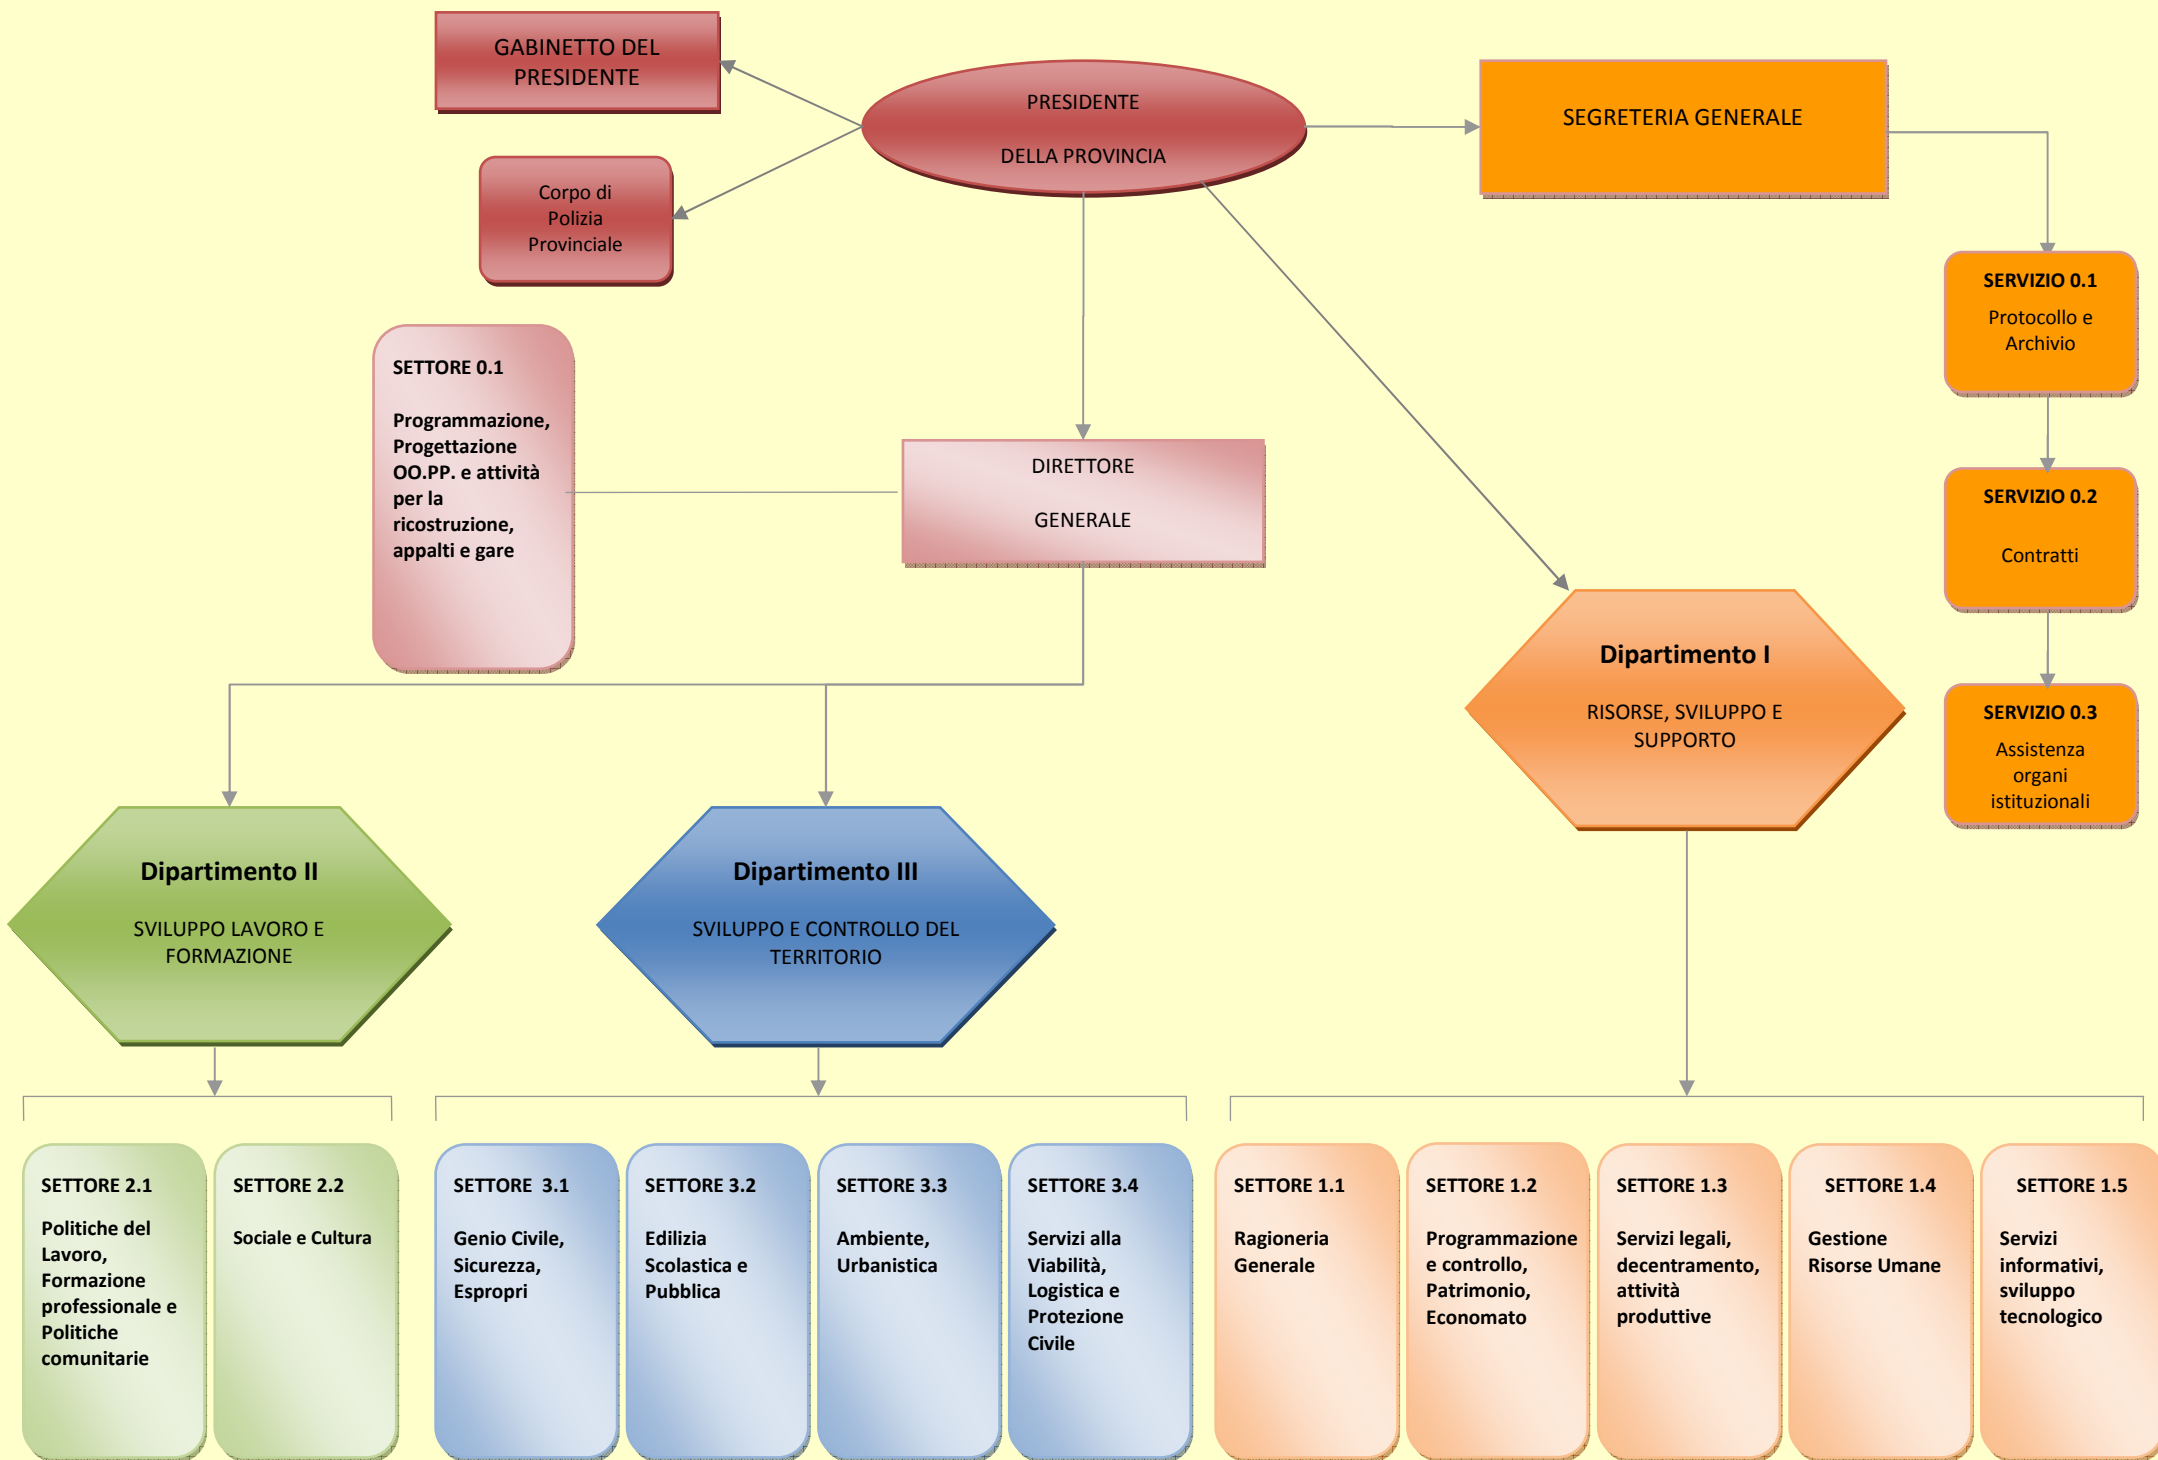 GABINETTO DEL
PRESIDENTE
PRESIDENTE
DELLA PROVINCIA
SEGRETERIA GENERALE
Corpo di
Polizia
Provinciale
SERVIZIO 0.1
Protocollo e
Archivio
SETTORE 0.1
Programmazione,
Progettazione
OO.PP. e attività
per la
ricostruzione,
appalti e gare
DIRETTORE
GENERALE
SERVIZIO 0.2
Contratti
Dipartimento I
RISORSE, SVILUPPO E
SUPPORTO
SERVIZIO 0.3
Assistenza
organi
istituzionali
Dipartimento II
SVILUPPO LAVORO E
FORMAZIONE
Dipartimento III
SVILUPPO E CONTROLLO DEL
TERRITORIO
SETTORE 2.1
Politiche del
Lavoro,
Formazione
professionale e
Politiche
comunitarie
SETTORE 2.2
Sociale e Cultura
SETTORE  3.1
Genio Civile,
Sicurezza,
Espropri
SETTORE 3.2
Edilizia
Scolastica e
Pubblica
SETTORE 3.3
Ambiente,
Urbanistica
SETTORE 3.4
Servizi alla
Viabilità,
Logistica e
Protezione
Civile
SETTORE 1.1
Ragioneria
Generale
SETTORE 1.2
Programmazione
e controllo,
Patrimonio,
Economato
SETTORE 1.3
Servizi legali,
decentramento,
attività
produttive
SETTORE 1.4
Gestione
Risorse Umane
SETTORE 1.5
Servizi
informativi,
sviluppo
tecnologico